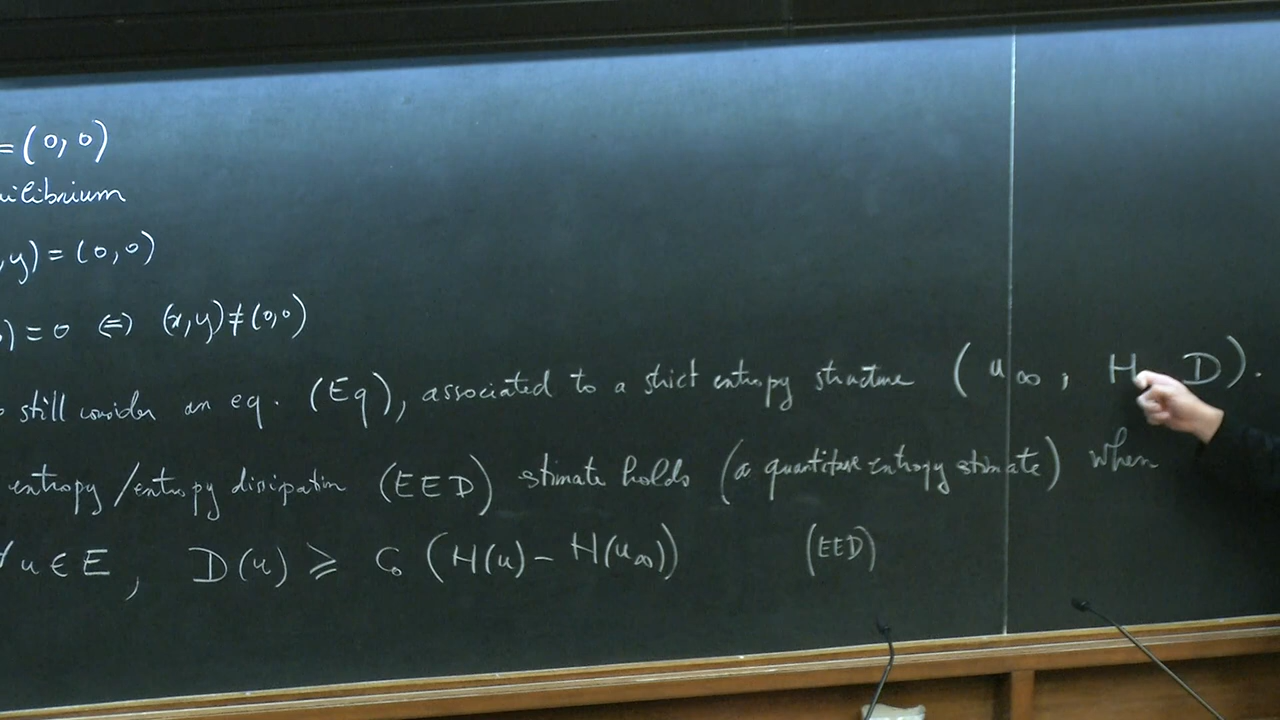 =(0,0)
uilibrium
,y)=(0,0)
)=0 ⇔ (x,y)≠(0,0)
still consider an eq. (Eq), associated to a strict entropy structure (u∞, H, D).
entropy/entropy dissipation (EED) estimate holds (a quantitative entropy estimate) when
∀u∈E, D(u) ⩾ C₀ (H(u) - H(u∞)) (EED)